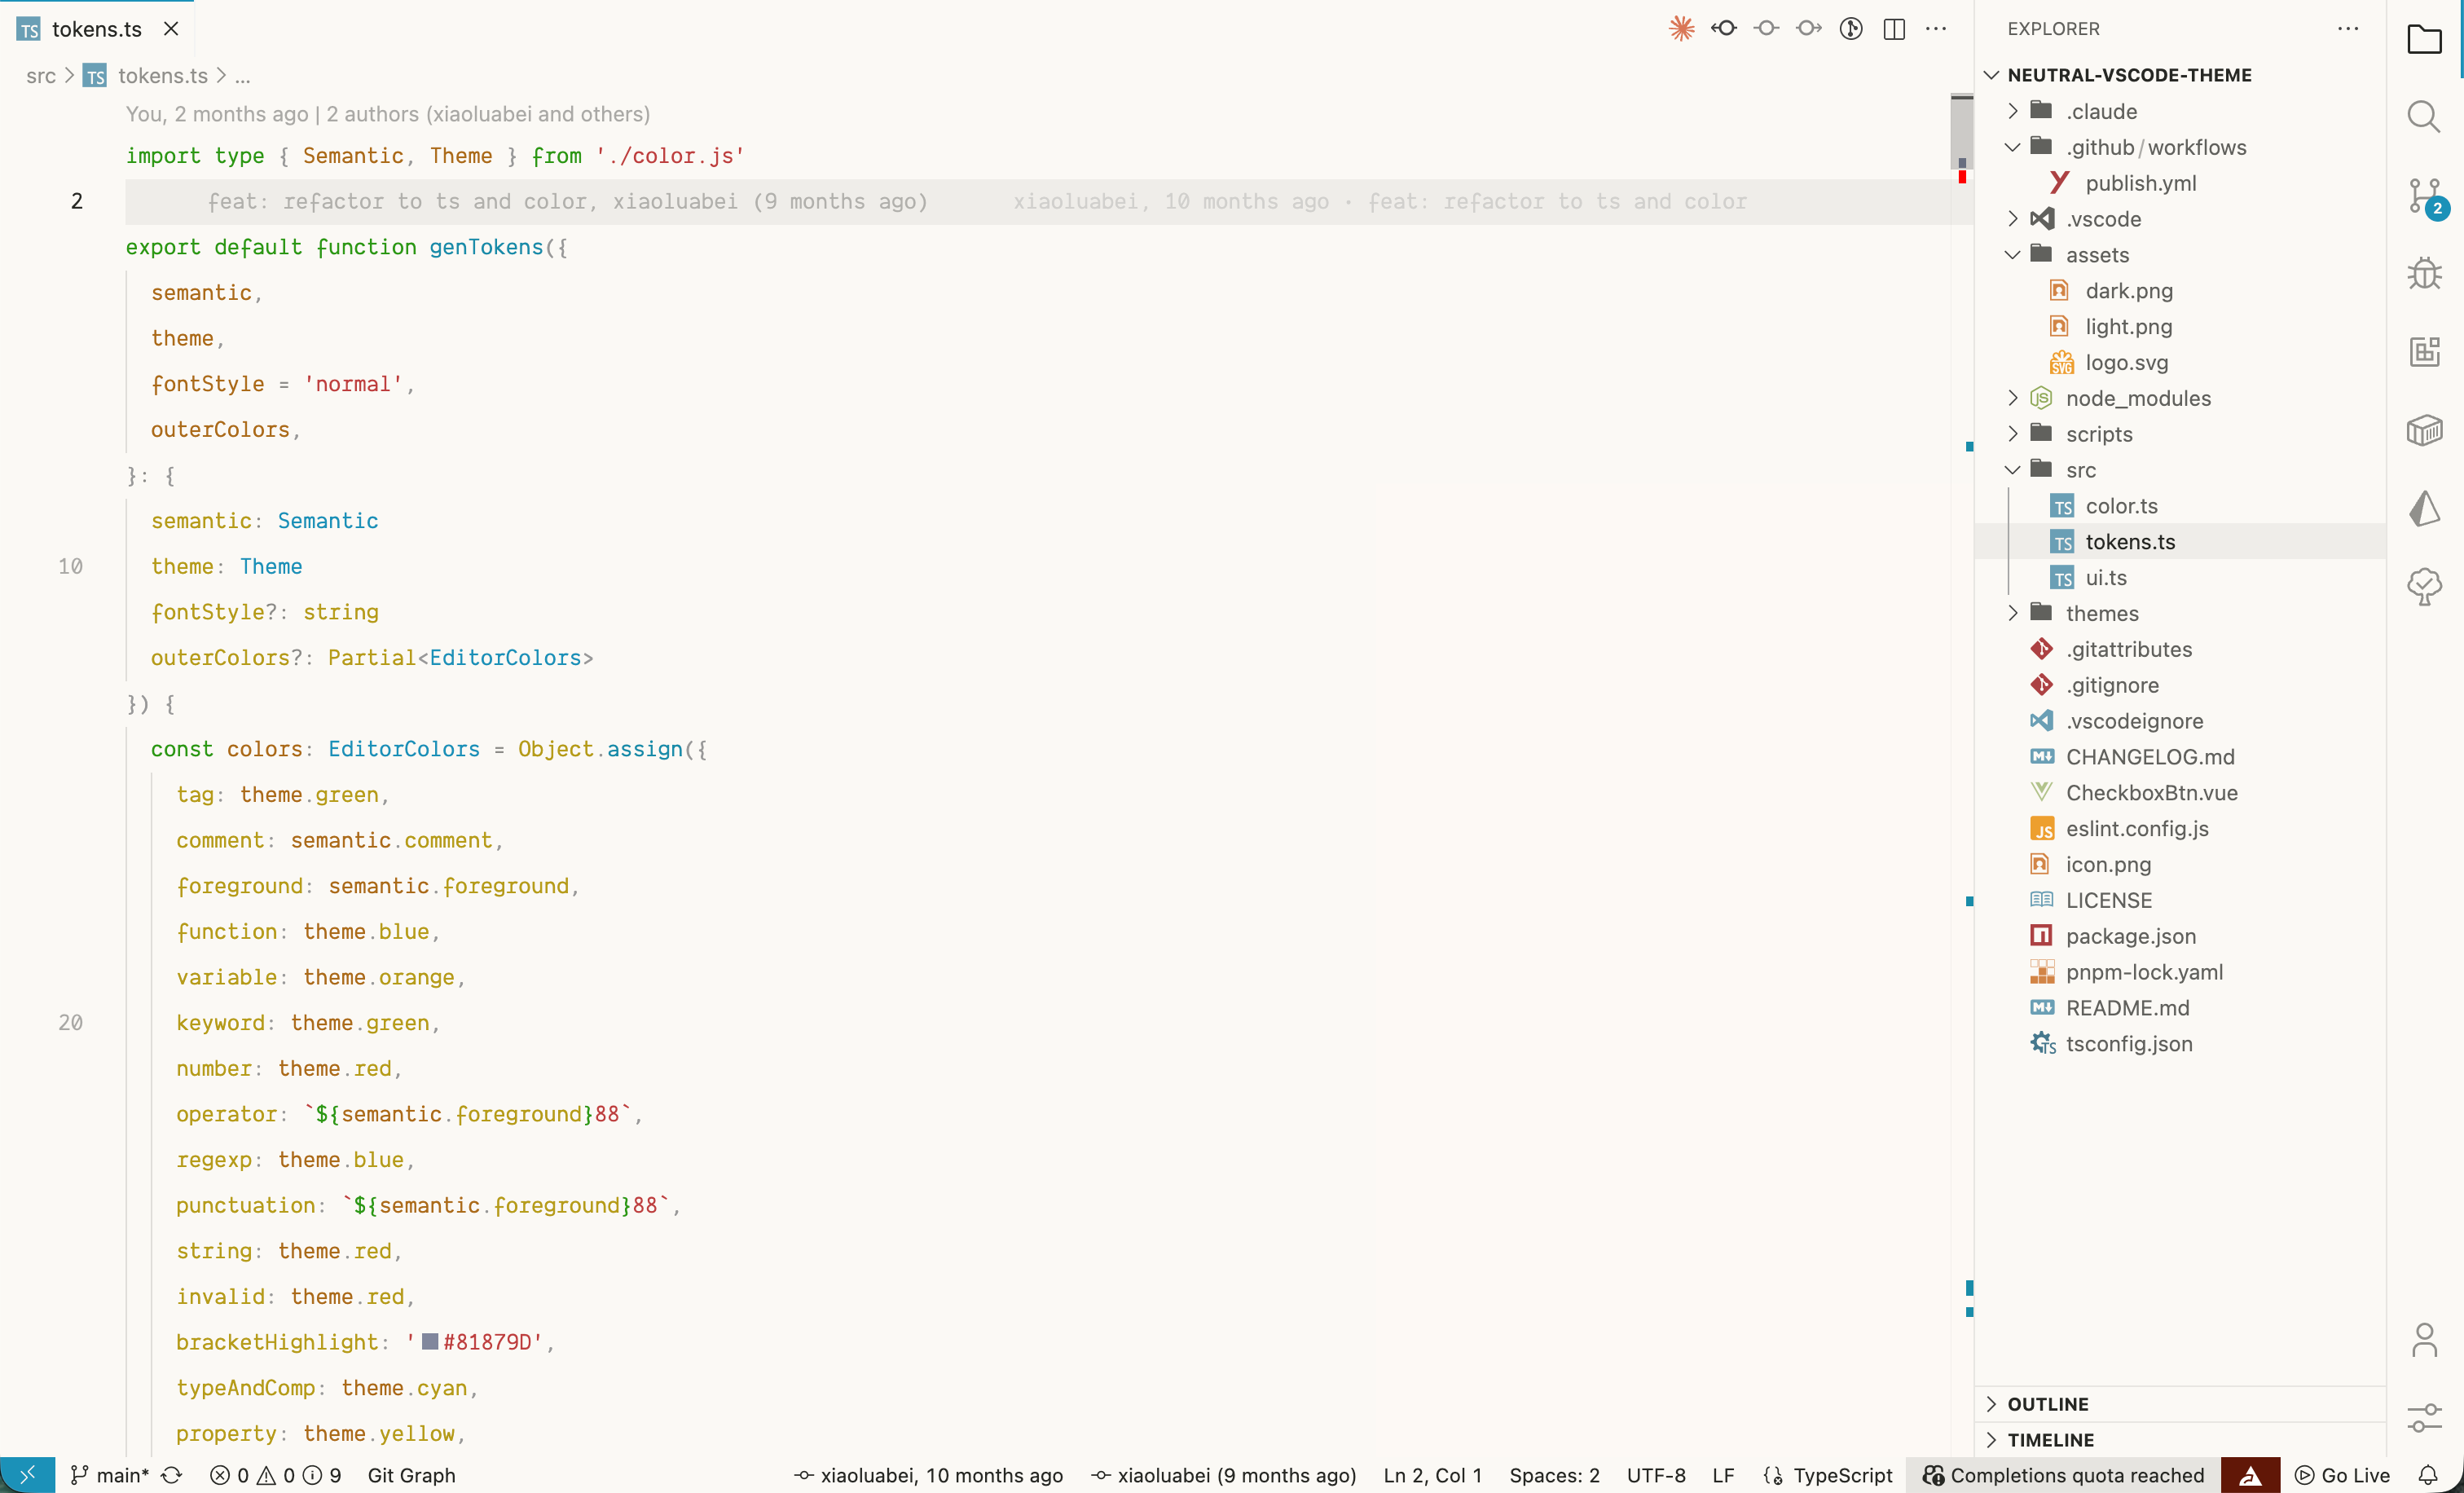 tokens.ts
src > tokens.ts > ...
You, 2 months ago | 2 authors (xiaoluabei and others)
import type { Semantic, Theme } from './color.js'
2 feat: refactor to ts and color, xiaoluabei (9 months ago) xiaoluabei, 10 months ago • feat: refactor to ts and color
export default function genTokens({
semantic,
theme,
fontStyle = 'normal',
outerColors,
}: {
semantic: Semantic
10 theme: Theme
fontStyle?: string
outerColors?: Partial<EditorColors>
}) {
const colors: EditorColors = Object.assign({
tag: theme.green,
comment: semantic.comment,
foreground: semantic.foreground,
function: theme.blue,
variable: theme.orange,
20 keyword: theme.green,
number: theme.red,
operator: `${semantic.foreground}88`,
regexp: theme.blue,
punctuation: `${semantic.foreground}88`,
string: theme.red,
invalid: theme.red,
bracketHighlight: '#81879D',
typeAndComp: theme.cyan,
property: theme.yellow,
EXPLORER
NEUTRAL-VSCODE-THEME
.claude
.github/workflows
publish.yml
.vscode
assets
dark.png
light.png
logo.svg
node_modules
scripts
src
color.ts
tokens.ts
ui.ts
themes
.gitattributes
.gitignore
.vscodeignore
CHANGELOG.md
CheckboxBtn.vue
eslint.config.js
icon.png
LICENSE
package.json
pnpm-lock.yaml
README.md
tsconfig.json
OUTLINE
TIMELINE
2
main* 0 0 9 Git Graph xiaoluabei, 10 months ago xiaoluabei (9 months ago) Ln 2, Col 1 Spaces: 2 UTF-8 LF TypeScript Completions quota reached Go Live